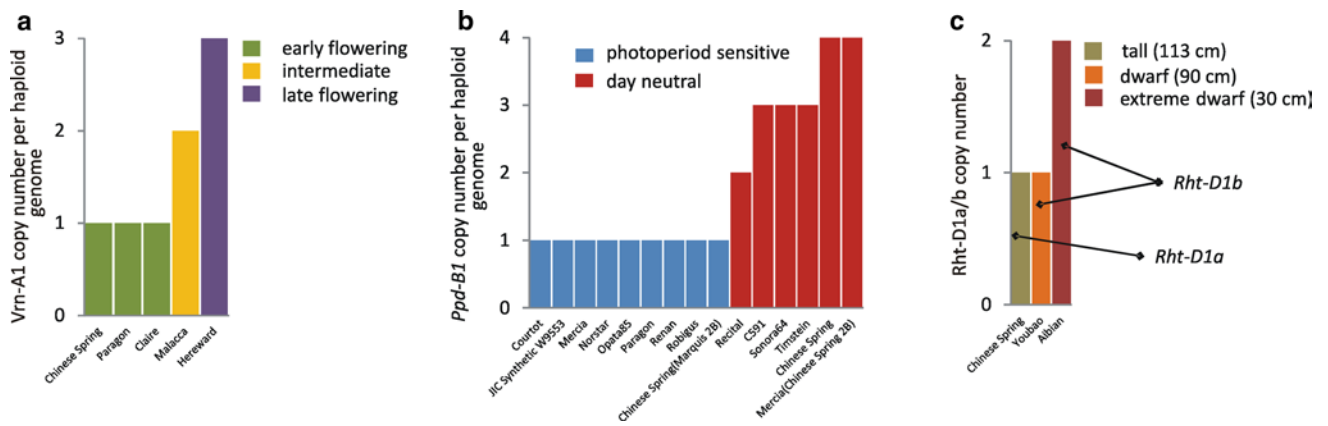 a
Vrn-A1 copy number per haploid
genome
3
2
1
0
early flowering
intermediate
late flowering
Chinese Spring
Paragon
Claire
Malacca
Hereward
b
Ppd-B1 copy number per haploid
genome
4
3
2
1
0
photoperiod sensitive
day neutral
Courtot
JIC Synthetic W9553
Mercia
Norstar
Opata85
Paragon
Renan
Robigus
Chinese Spring(Marquis 2B)
Recital
C591
Sonora64
Timstein
Chinese Spring
Mercia(Chinese Spring 2B)
c
Rht-D1a/b copy number
2
1
0
tall (113 cm)
dwarf (90 cm)
extreme dwarf (30 cm)
Rht-D1b
Rht-D1a
Chinese Spring
Youbao
Aibian